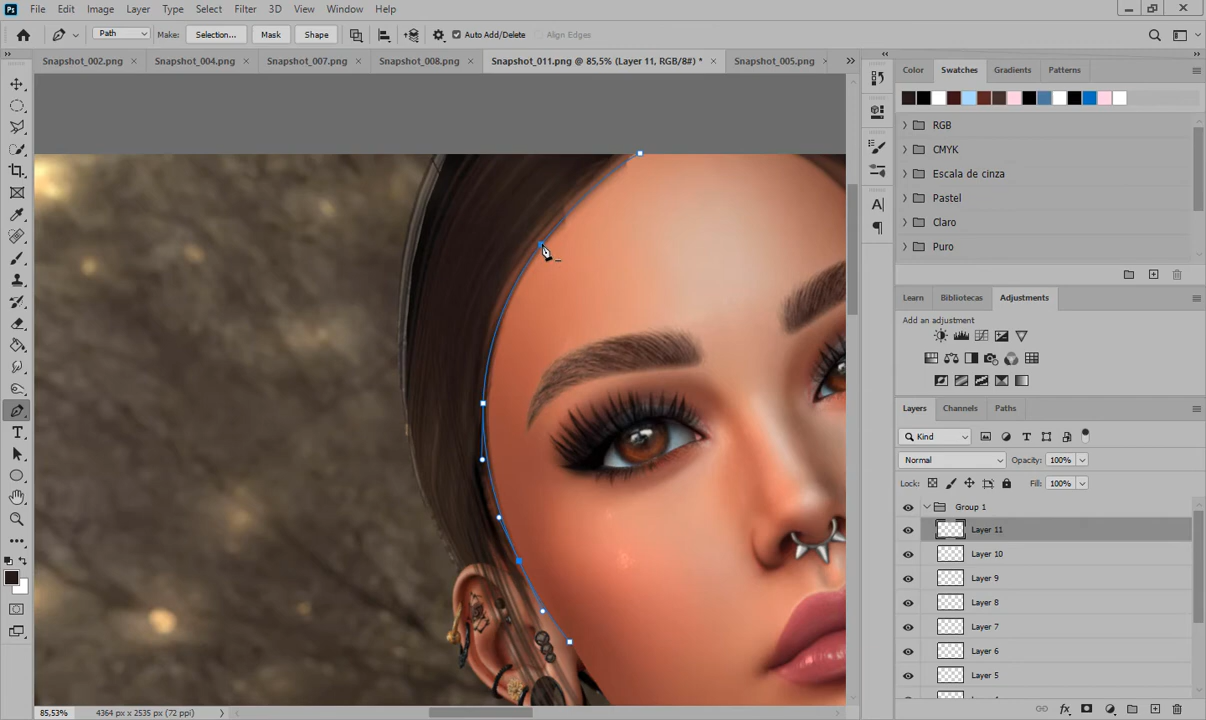 Ps File Edit Image Layer Type Select Filter 3D View Window Help
Path Make: Selection... Mask Shape Auto Add/Delete Align Edges
Snapshot_002.png × Snapshot_004.png × Snapshot_007.png × Snapshot_008.png × Snapshot_011.png @ 85,5% (Layer 11, RGB/8#) * × Snapshot_005.png ×
Color Swatches Gradients Patterns
RGB
CMYK
Escala de cinza
Pastel
Claro
Puro
Learn Bibliotecas Adjustments
Add an adjustment
Layers Channels Paths
Kind
Normal Opacity: 100%
Lock: Fill: 100%
Group 1
Layer 11
Layer 10
Layer 9
Layer 8
Layer 7
Layer 6
Layer 5
85,53% 4364 px x 2535 px (72 ppi)